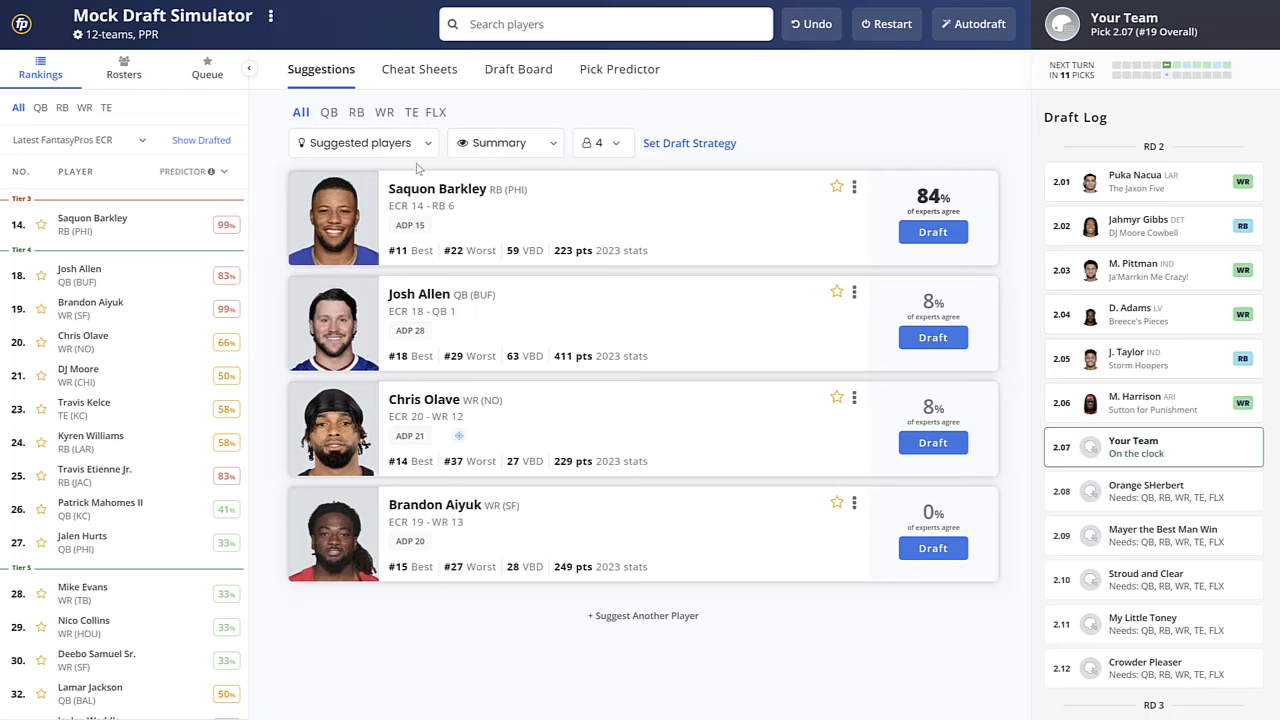 fp
Mock Draft Simulator
12-teams, PPR
Search players
Undo
Restart
Autodraft
Your Team
Pick 2.07 (#19 Overall)
Rankings
Rosters
Queue
Suggestions
Cheat Sheets
Draft Board
Pick Predictor
NEXT TURN
IN 11 PICKS
All QB RB WR TE
Latest FantasyPros ECR
Show Drafted
NO. PLAYER PREDICTOR
Tier 3
14. Saquon Barkley
RB (PHI)
99%
Tier 4
18. Josh Allen
QB (BUF)
83%
19. Brandon Aiyuk
WR (SF)
99%
20. Chris Olave
WR (NO)
66%
21. DJ Moore
WR (CHI)
50%
23. Travis Kelce
TE (KC)
58%
24. Kyren Williams
RB (LAR)
58%
25. Travis Etienne Jr.
RB (JAC)
83%
26. Patrick Mahomes II
QB (KC)
41%
27. Jalen Hurts
QB (PHI)
33%
Tier 5
28. Mike Evans
WR (TB)
33%
29. Nico Collins
WR (HOU)
33%
30. Deebo Samuel Sr.
WR (SF)
33%
32. Lamar Jackson
QB (BAL)
50%
All QB RB WR TE FLX
Suggested players
Summary
4
Set Draft Strategy
Saquon Barkley RB (PHI)
ECR 14 - RB 6
ADP 15
#11 Best #22 Worst 59 VBD 223 pts 2023 stats
84%
of experts agree
Draft
Josh Allen QB (BUF)
ECR 18 - QB 1
ADP 28
#18 Best #29 Worst 63 VBD 411 pts 2023 stats
8%
of experts agree
Draft
Chris Olave WR (NO)
ECR 20 - WR 12
ADP 21
#14 Best #37 Worst 27 VBD 229 pts 2023 stats
8%
of experts agree
Draft
Brandon Aiyuk WR (SF)
ECR 19 - WR 13
ADP 20
#15 Best #27 Worst 28 VBD 249 pts 2023 stats
0%
of experts agree
Draft
+ Suggest Another Player
Draft Log
RD 2
2.01 Puka Nacua LAR
The Jaxon Five
WR
2.02 Jahmyr Gibbs DET
DJ Moore Cowbell
RB
2.03 M. Pittman IND
Ja'Marrkin Me Crazy!
WR
2.04 D. Adams LV
Breece's Pieces
WR
2.05 J. Taylor IND
Storm Hoopers
RB
2.06 M. Harrison ARI
Sutton for Punishment
WR
2.07 Your Team
On the clock
2.08 Orange SHerbert
Needs: QB, RB, WR, TE, FLX
2.09 Mayer the Best Man Win
Needs: QB, RB, WR, TE, FLX
2.10 Stroud and Clear
Needs: QB, RB, WR, TE, FLX
2.11 My Little Toney
Needs: QB, RB, WR, TE, FLX
2.12 Crowder Pleaser
Needs: QB, RB, WR, TE, FLX
RD 3